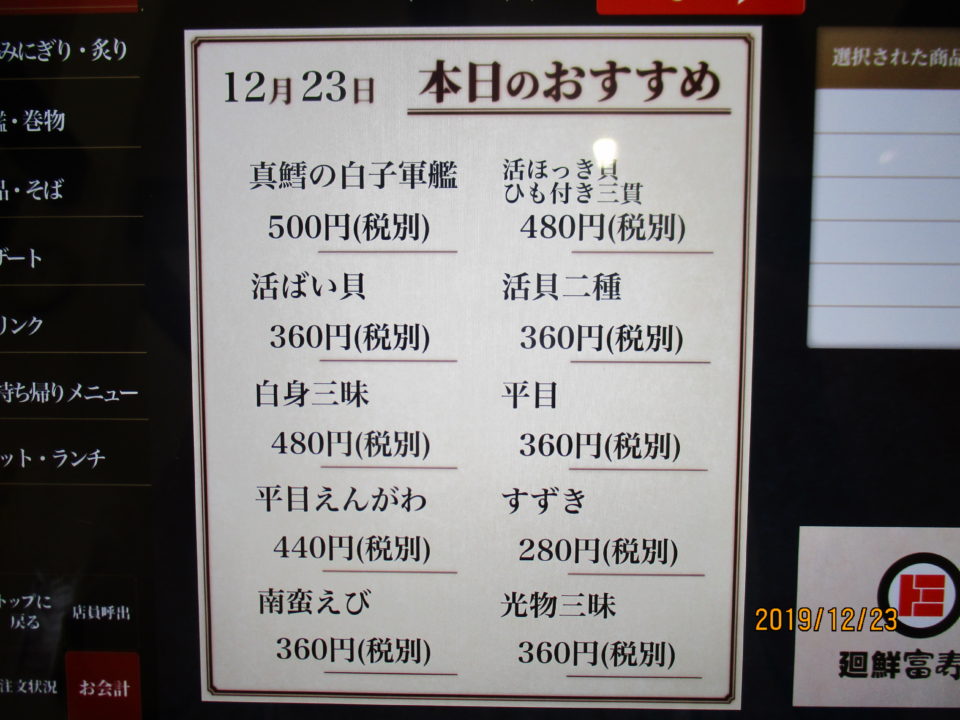 みにぎり・炙り
・巻物
品・そば
ザート
リンク
持ち帰りメニュー
ット・ランチ
トップに
戻る
店員呼出
注文状況
お会計
12月23日 本日のおすすめ
真鱈の白子軍艦
500円(税別)
活ほっき貝
ひも付き三貫
480円(税別)
活ばい貝
360円(税別)
活貝二種
360円(税別)
白身三昧
480円(税別)
平目
360円(税別)
平目えんがわ
440円(税別)
すずき
280円(税別)
南蛮えび
360円(税別)
光物三昧
360円(税別)
選択された商品
廻鮮富寿
2019/12/23